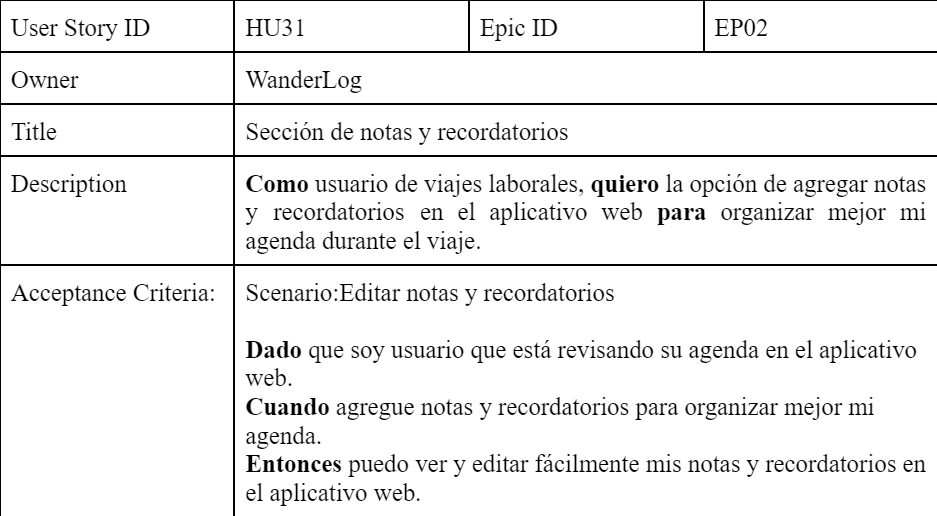 User Story ID HU31 Epic ID EP02
Owner WanderLog
Title Sección de notas y recordatorios
Description Como usuario de viajes laborales, quiero la opción de agregar notas
y recordatorios en el aplicativo web para organizar mejor mi
agenda durante el viaje.
Acceptance Criteria: Scenario:Editar notas y recordatorios
Dado que soy usuario que está revisando su agenda en el aplicativo
web.
Cuando agregue notas y recordatorios para organizar mejor mi
agenda.
Entonces puedo ver y editar fácilmente mis notas y recordatorios en
el aplicativo web.